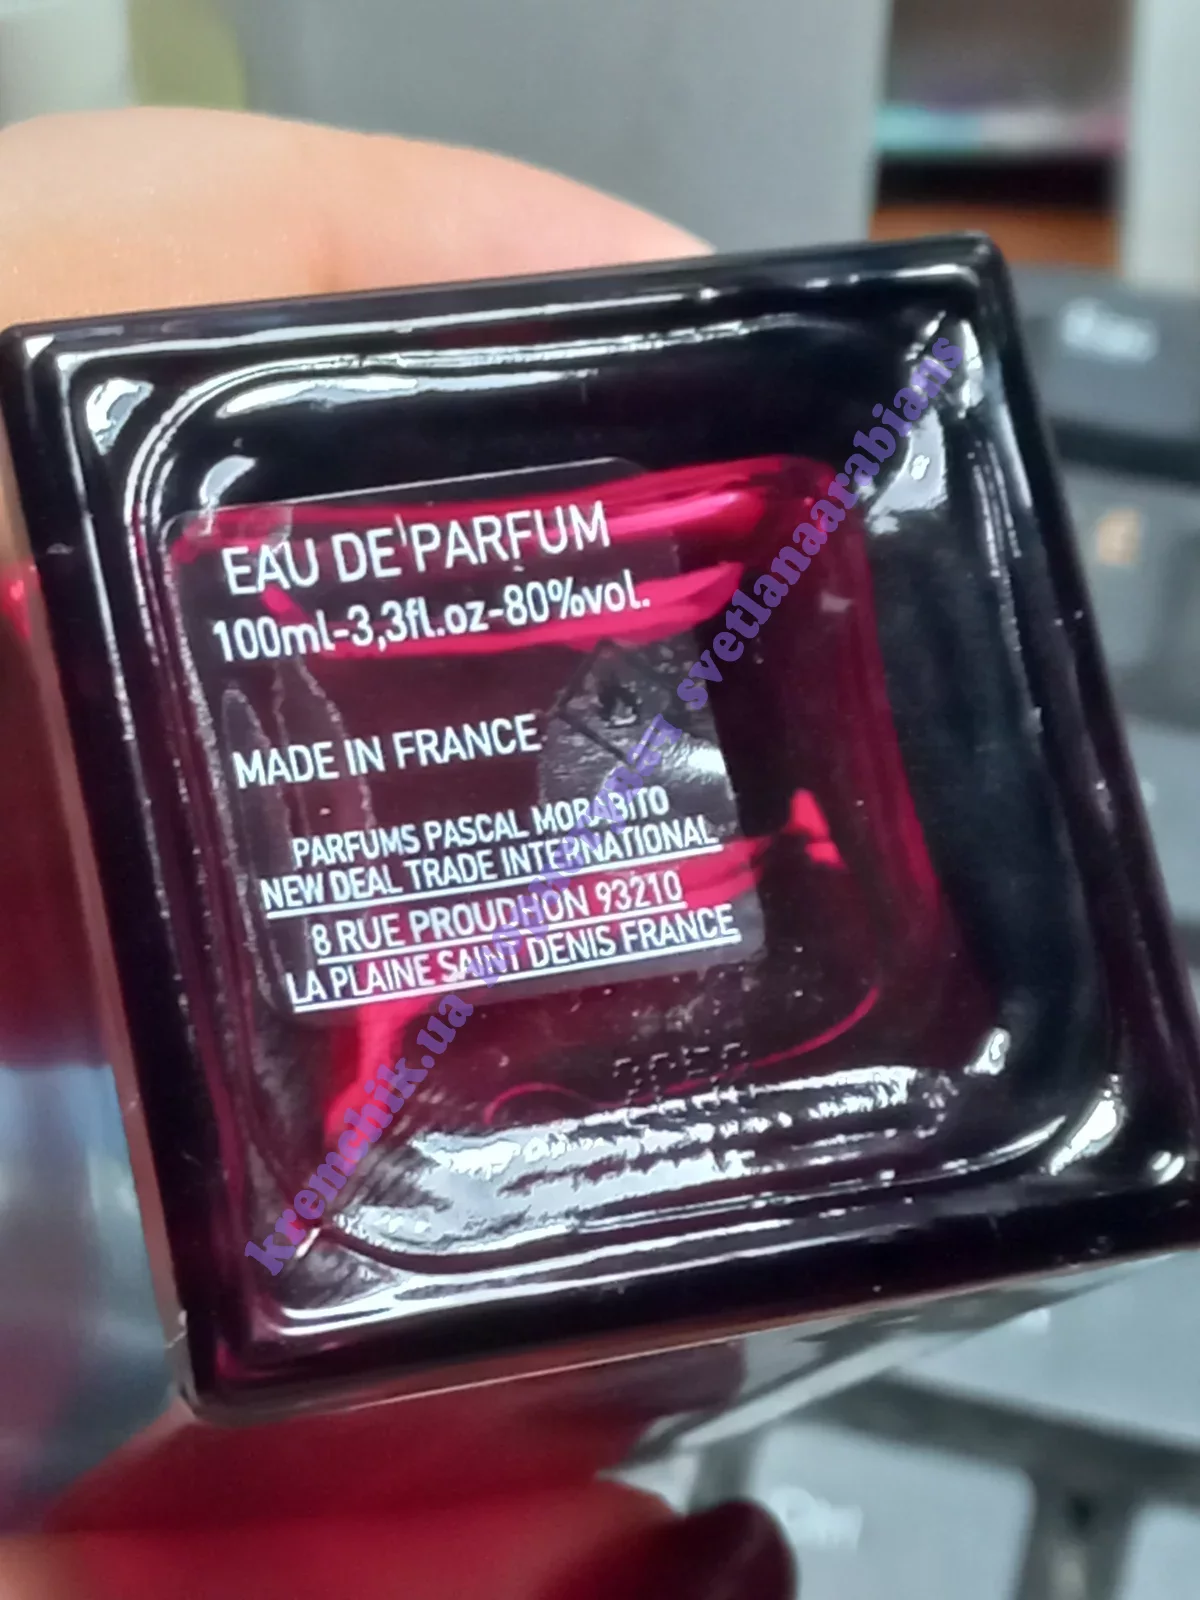 EAU DE PARFUM
100ml-3,3fl.oz-80%vol.
MADE IN FRANCE
PARFUMS PASCAL MORABITO
NEW DEAL TRADE INTERNATIONAL
8 RUE PROUDHON 93210
LA PLAINE SAINT DENIS FRANCE
kremchik.ua svetlanaarabians